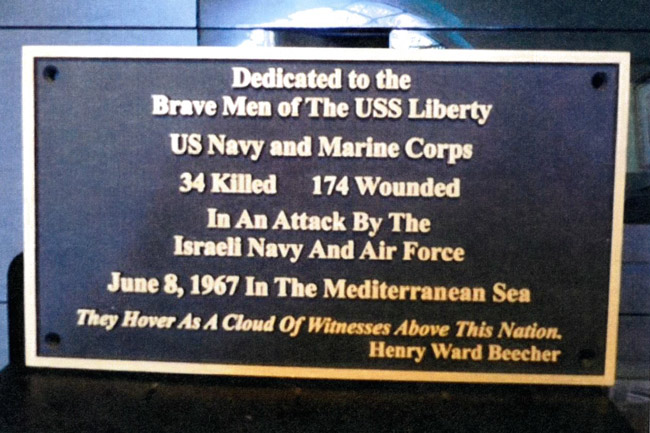 Dedicated to the
Brave Men of The USS Liberty
US Navy and Marine Corps
34 Killed 174 Wounded
In An Attack By The
Israeli Navy And Air Force
June 8, 1967 In The Mediterranean Sea
They Hover As A Cloud Of Witnesses Above This Nation.
Henry Ward Beecher